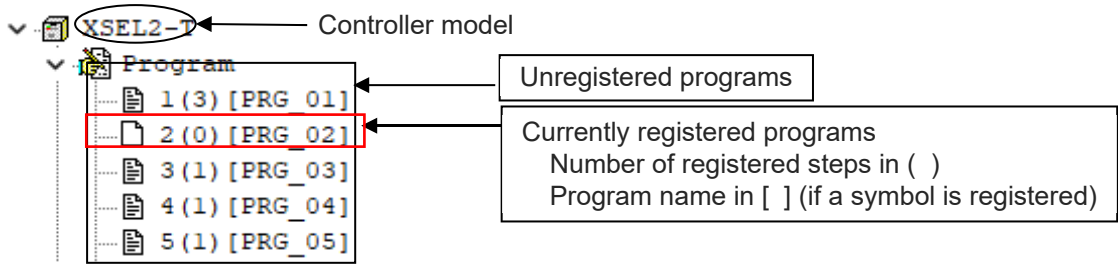 XSEL2-T
Controller model
Program
Unregistered programs
1(3)[PRG_01]
2(0)[PRG_02]
Currently registered programs
Number of registered steps in ( )
Program name in [ ] (if a symbol is registered)
3(1)[PRG_03]
4(1)[PRG_04]
5(1)[PRG_05]